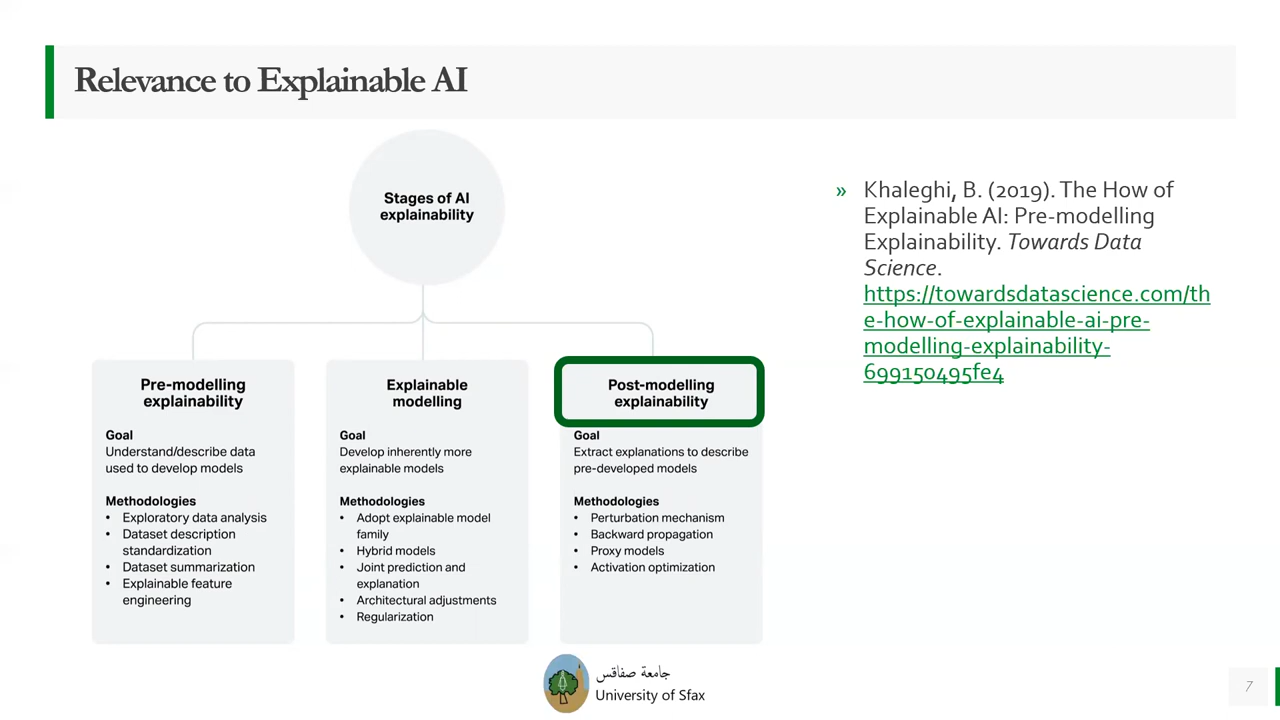 Relevance to Explainable AI
Stages of AI
explainability
Pre-modelling
explainability
Goal
Understand/describe data
used to develop models
Methodologies
• Exploratory data analysis
• Dataset description
standardization
• Dataset summarization
• Explainable feature
engineering
Explainable
modelling
Goal
Develop inherently more
explainable models
Methodologies
• Adopt explainable model
family
• Hybrid models
• Joint prediction and
explanation
• Architectural adjustments
• Regularization
Post-modelling
explainability
Goal
Extract explanations to describe
pre-developed models
Methodologies
• Perturbation mechanism
• Backward propagation
• Proxy models
• Activation optimization
» Khaleghi, B. (2019). The How of
Explainable AI: Pre-modelling
Explainability. Towards Data
Science.
https://towardsdatascience.com/th
e-how-of-explainable-ai-pre-
modelling-explainability-
699150495fe4
جامعة صفاقس
University of Sfax
7